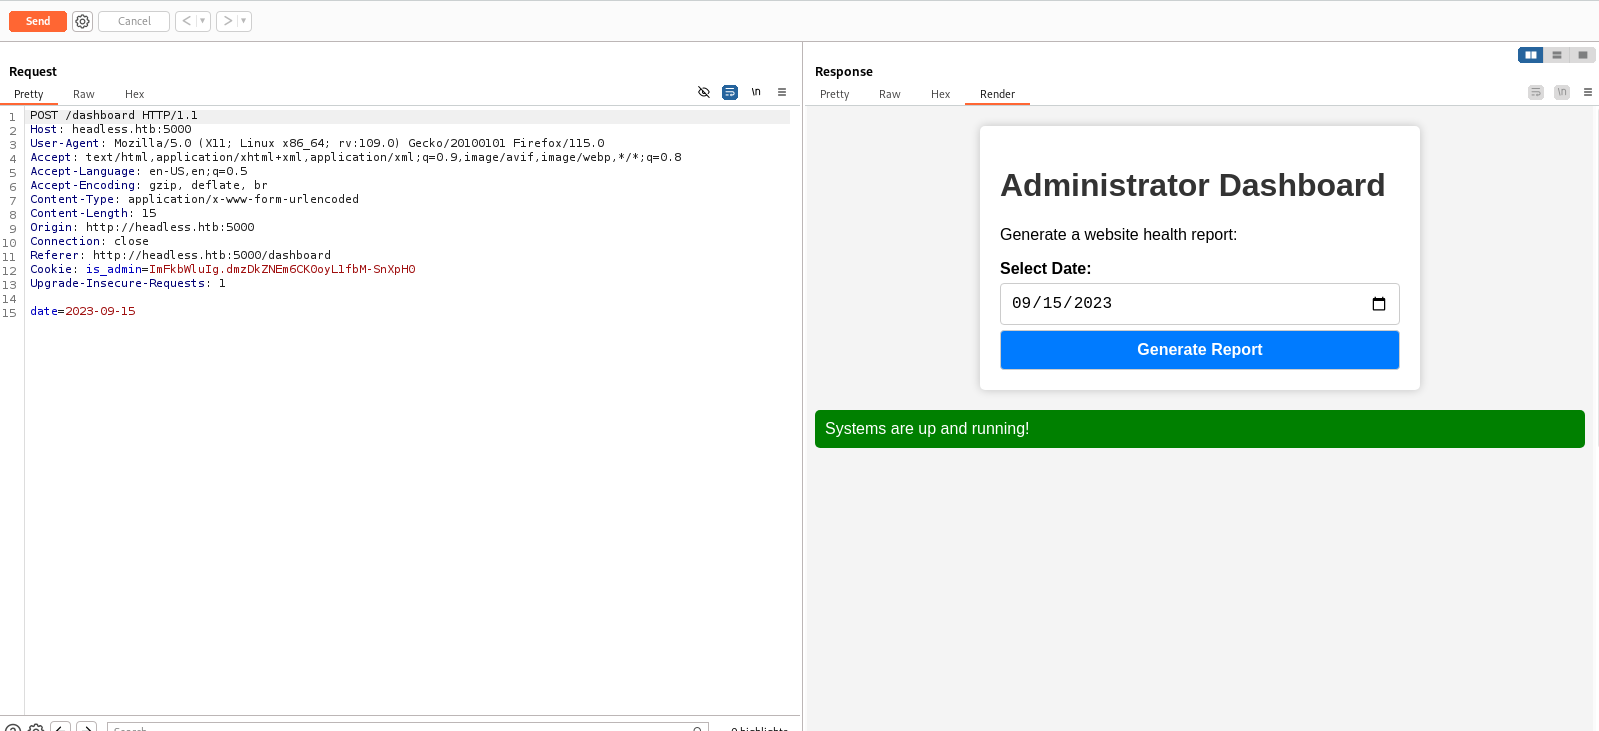 Send Cancel < >
Request
Pretty Raw Hex \n
1 POST /dashboard HTTP/1.1
2 Host: headless.htb:5000
3 User-Agent: Mozilla/5.0 (X11; Linux x86_64; rv:109.0) Gecko/20100101 Firefox/115.0
4 Accept: text/html,application/xhtml+xml,application/xml;q=0.9,image/avif,image/webp,*/*;q=0.8
5 Accept-Language: en-US,en;q=0.5
6 Accept-Encoding: gzip, deflate, br
7 Content-Type: application/x-www-form-urlencoded
8 Content-Length: 15
9 Origin: http://headless.htb:5000
10 Connection: close
11 Referer: http://headless.htb:5000/dashboard
12 Cookie: is_admin=ImFkbWluIg.dmzDkZNEm6CK0oyL1fbM-SnXpH0
13 Upgrade-Insecure-Requests: 1
14
15 date=2023-09-15
Search
0 highlights
Response
Pretty Raw Hex Render \n
Administrator Dashboard
Generate a website health report:
Select Date:
09/15/2023
Generate Report
Systems are up and running!